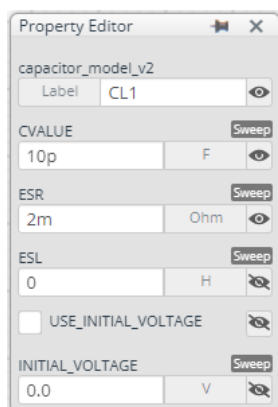 Property Editor
capacitor_model_v2
Label CL1
CVALUE Sweep
10p F
ESR Sweep
2m Ohm
ESL Sweep
0 H
USE_INITIAL_VOLTAGE
INITIAL_VOLTAGE Sweep
0.0 V